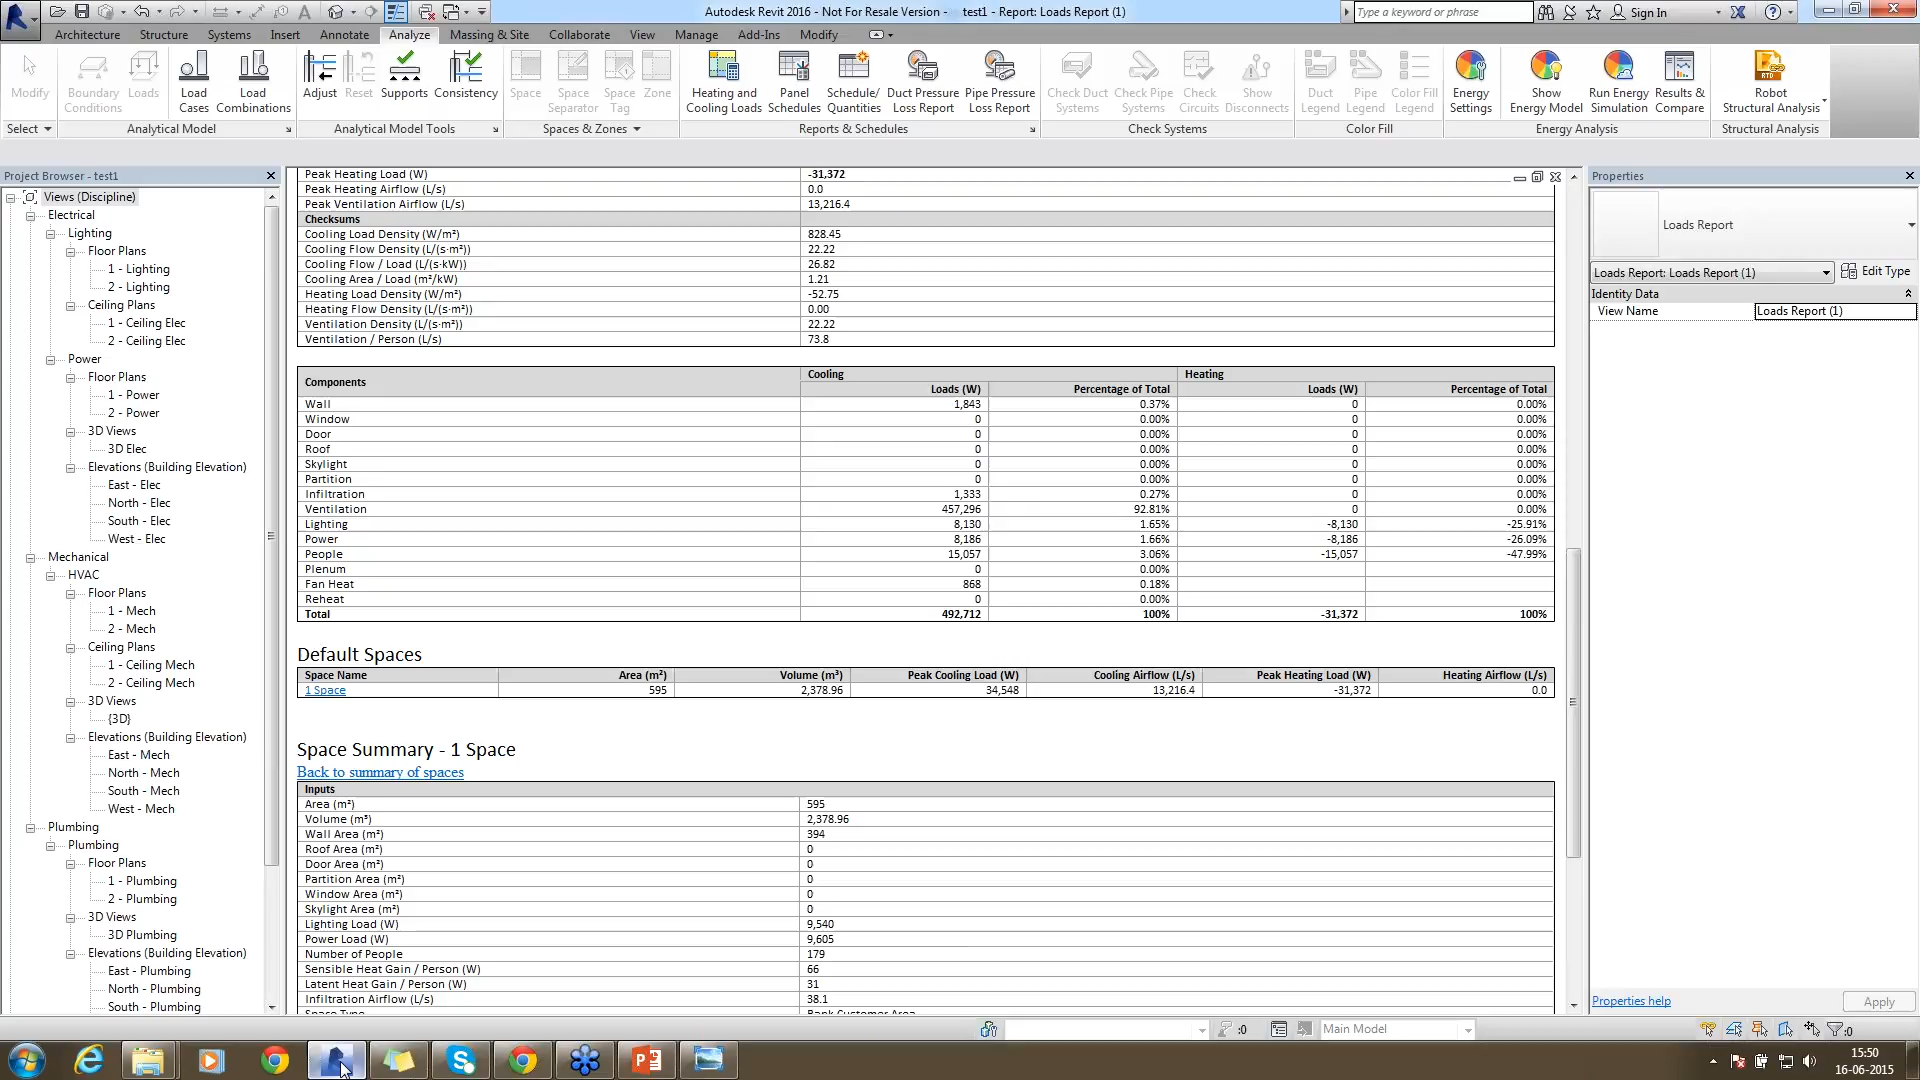 Autodesk Revit 2016 - Not For Resale Version - test1 - Report: Loads Report (1)
Type a keyword or phrase
Sign In
Architecture Structure Systems Insert Annotate Analyze Massing & Site Collaborate View Manage Add-Ins Modify
Modify
Boundary Conditions
Loads
Load Cases
Load Combinations
Adjust
Reset
Supports
Consistency
Space
Space Separator
Space Tag
Zone
Heating and Cooling Loads
Panel Schedules
Schedule/ Quantities
Duct Pressure Loss Report
Pipe Pressure Loss Report
Check Duct Systems
Check Pipe Systems
Check Circuits
Show Disconnects
Duct Legend
Pipe Legend
Color Fill Legend
Energy Settings
Show Energy Model
Run Energy Simulation
Results & Compare
Robot Structural Analysis
Select
Analytical Model
Analytical Model Tools
Spaces & Zones
Reports & Schedules
Check Systems
Color Fill
Energy Analysis
Structural Analysis
Project Browser - test1
Views (Discipline)
Electrical
Lighting
Floor Plans
1 - Lighting
2 - Lighting
Ceiling Plans
1 - Ceiling Elec
2 - Ceiling Elec
Power
Floor Plans
1 - Power
2 - Power
3D Views
3D Elec
Elevations (Building Elevation)
East - Elec
North - Elec
South - Elec
West - Elec
Mechanical
HVAC
Floor Plans
1 - Mech
2 - Mech
Ceiling Plans
1 - Ceiling Mech
2 - Ceiling Mech
3D Views
{3D}
Elevations (Building Elevation)
East - Mech
North - Mech
South - Mech
West - Mech
Plumbing
Plumbing
Floor Plans
1 - Plumbing
2 - Plumbing
3D Views
3D Plumbing
Elevations (Building Elevation)
East - Plumbing
North - Plumbing
South - Plumbing
Peak Heating Load (W) -31,372
Peak Heating Airflow (L/s) 0.0
Peak Ventilation Airflow (L/s) 13,216.4
Checksums
Cooling Load Density (W/m²) 828.45
Cooling Flow Density (L/(s·m²)) 22.22
Cooling Flow / Load (L/(s·kW)) 26.82
Cooling Area / Load (m²/kW) 1.21
Heating Load Density (W/m²) -52.75
Heating Flow Density (L/(s·m²)) 0.00
Ventilation Density (L/(s·m²)) 22.22
Ventilation / Person (L/s) 73.8
Components Cooling Heating
Loads (W) Percentage of Total Loads (W) Percentage of Total
Wall 1,843 0.37% 0 0.00%
Window 0 0.00% 0 0.00%
Door 0 0.00% 0 0.00%
Roof 0 0.00% 0 0.00%
Skylight 0 0.00% 0 0.00%
Partition 0 0.00% 0 0.00%
Infiltration 1,333 0.27% 0 0.00%
Ventilation 457,296 92.81% 0 0.00%
Lighting 8,130 1.65% -8,130 -25.91%
Power 8,186 1.66% -8,186 -26.09%
People 15,057 3.06% -15,057 -47.99%
Plenum 0 0.00%
Fan Heat 868 0.18%
Reheat 0 0.00%
Total 492,712 100% -31,372 100%
Default Spaces
Space Name Area (m²) Volume (m³) Peak Cooling Load (W) Cooling Airflow (L/s) Peak Heating Load (W) Heating Airflow (L/s)
1 Space 595 2,378.96 34,548 13,216.4 -31,372 0.0
Space Summary - 1 Space
Back to summary of spaces
Inputs
Area (m²) 595
Volume (m³) 2,378.96
Wall Area (m²) 394
Roof Area (m²) 0
Door Area (m²) 0
Partition Area (m²) 0
Window Area (m²) 0
Skylight Area (m²) 0
Lighting Load (W) 9,540
Power Load (W) 9,605
Number of People 179
Sensible Heat Gain / Person (W) 66
Latent Heat Gain / Person (W) 31
Infiltration Airflow (L/s) 38.1
Space Type Bank Customer Area
Properties
Loads Report
Loads Report: Loads Report (1)
Edit Type
Identity Data
View Name Loads Report (1)
Properties help
Apply
:0
Main Model
:0
15:50
16-06-2015